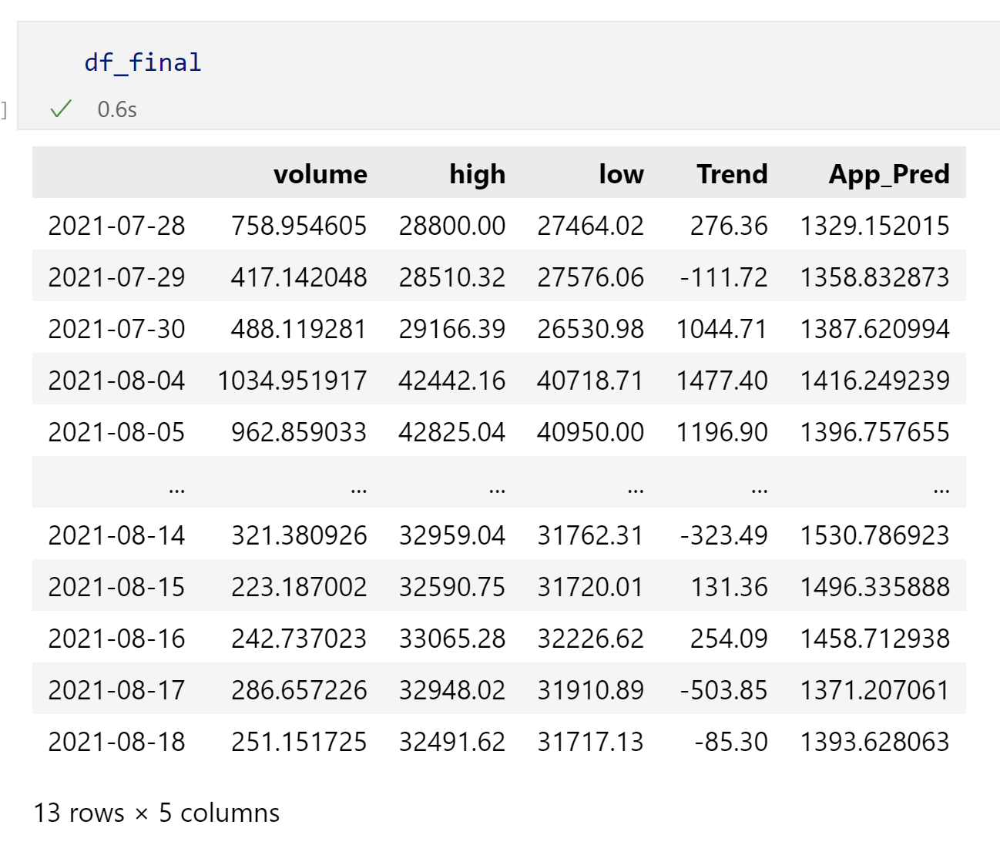 df_final
] ✓ 0.6s
volume high low Trend App_Pred
2021-07-28 758.954605 28800.00 27464.02 276.36 1329.152015
2021-07-29 417.142048 28510.32 27576.06 -111.72 1358.832873
2021-07-30 488.119281 29166.39 26530.98 1044.71 1387.620994
2021-08-04 1034.951917 42442.16 40718.71 1477.40 1416.249239
2021-08-05 962.859033 42825.04 40950.00 1196.90 1396.757655
... ... ... ... ... ...
2021-08-14 321.380926 32959.04 31762.31 -323.49 1530.786923
2021-08-15 223.187002 32590.75 31720.01 131.36 1496.335888
2021-08-16 242.737023 33065.28 32226.62 254.09 1458.712938
2021-08-17 286.657226 32948.02 31910.89 -503.85 1371.207061
2021-08-18 251.151725 32491.62 31717.13 -85.30 1393.628063
13 rows × 5 columns